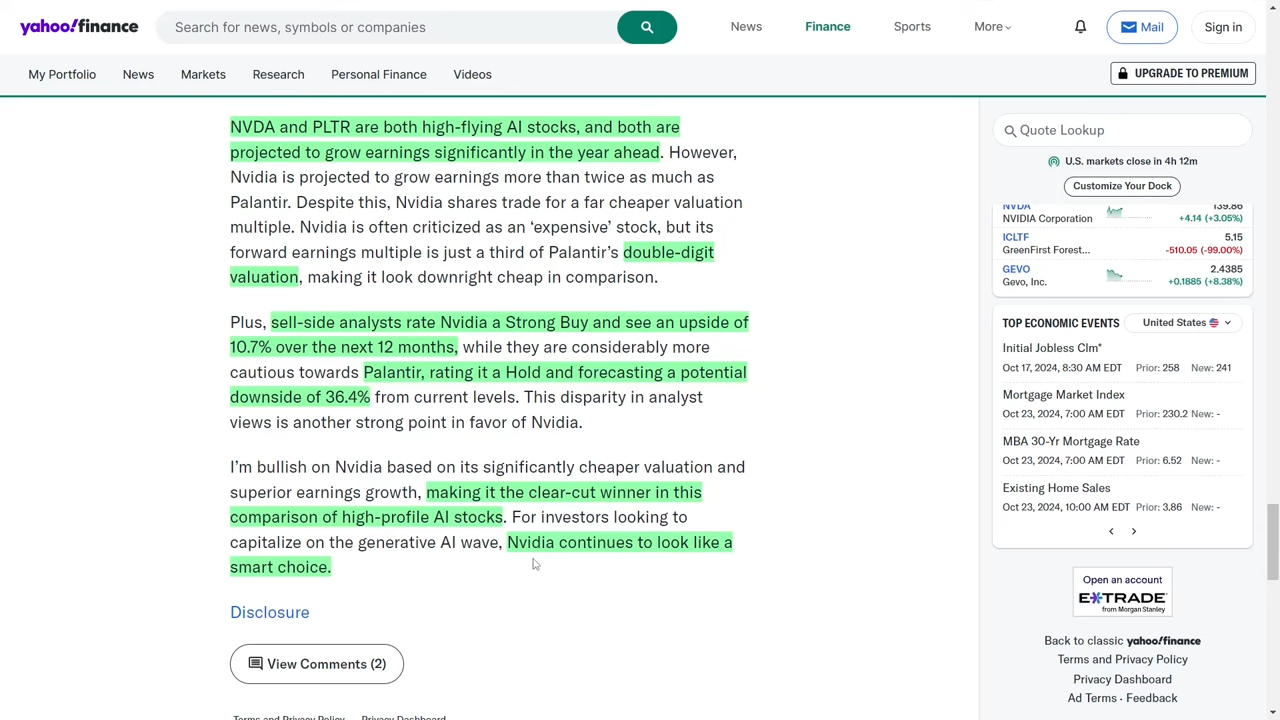 yahoo!finance
Search for news, symbols or companies
News
Finance
Sports
More
Mail
Sign in
My Portfolio
News
Markets
Research
Personal Finance
Videos
UPGRADE TO PREMIUM
NVDA and PLTR are both high-flying AI stocks, and both are
projected to grow earnings significantly in the year ahead. However,
Nvidia is projected to grow earnings more than twice as much as
Palantir. Despite this, Nvidia shares trade for a far cheaper valuation
multiple. Nvidia is often criticized as an ‘expensive’ stock, but its
forward earnings multiple is just a third of Palantir’s double-digit
valuation, making it look downright cheap in comparison.
Plus, sell-side analysts rate Nvidia a Strong Buy and see an upside of
10.7% over the next 12 months, while they are considerably more
cautious towards Palantir, rating it a Hold and forecasting a potential
downside of 36.4% from current levels. This disparity in analyst
views is another strong point in favor of Nvidia.
I’m bullish on Nvidia based on its significantly cheaper valuation and
superior earnings growth, making it the clear-cut winner in this
comparison of high-profile AI stocks. For investors looking to
capitalize on the generative AI wave, Nvidia continues to look like a
smart choice.
Disclosure
View Comments (2)
Terms and Privacy Policy Privacy Dashboard
Quote Lookup
U.S. markets close in 4h 12m
Customize Your Dock
NVDA 139.86
NVIDIA Corporation +4.14 (+3.05%)
ICLTF 5.15
GreenFirst Forest... -510.05 (-99.00%)
GEVO 2.4385
Gevo, Inc. +0.1885 (+8.38%)
TOP ECONOMIC EVENTS United States
Initial Jobless Clm*
Oct 17, 2024, 8:30 AM EDT Prior: 258 New: 241
Mortgage Market Index
Oct 23, 2024, 7:00 AM EDT Prior: 230.2 New: -
MBA 30-Yr Mortgage Rate
Oct 23, 2024, 7:00 AM EDT Prior: 6.52 New: -
Existing Home Sales
Oct 23, 2024, 10:00 AM EDT Prior: 3.86 New: -
Open an account
E*TRADE
from Morgan Stanley
Back to classic yahoo!finance
Terms and Privacy Policy
Privacy Dashboard
Ad Terms · Feedback